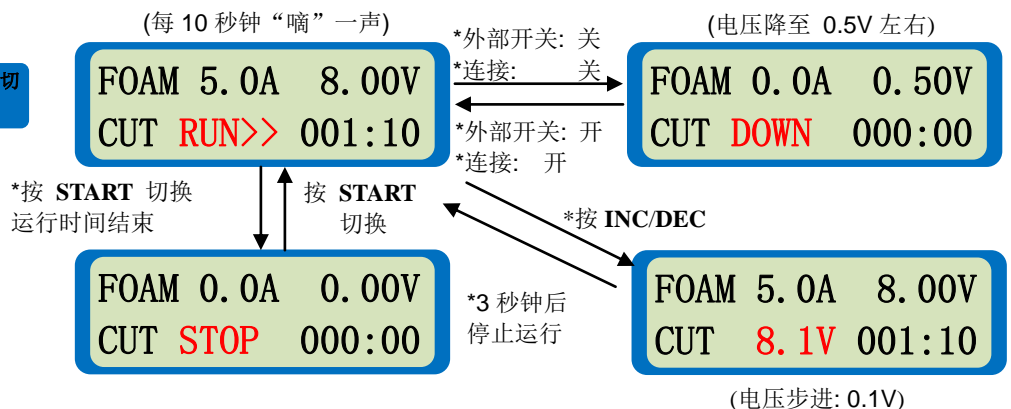 (每 10 秒钟“嘀”一声)
(电压降至 0.5V 左右)
切
FOAM 5.0A 8.00V
CUT RUN>> 001:10
*外部开关: 关
*连接: 关
*外部开关: 开
*连接: 开
FOAM 0.0A 0.50V
CUT DOWN 000:00
*按 START 切换
运行时间结束
按 START
切换
*按 INC/DEC
FOAM 0.0A 0.00V
CUT STOP 000:00
*3 秒钟后
停止运行
FOAM 5.0A 8.00V
CUT 8.1V 001:10
(电压步进: 0.1V)